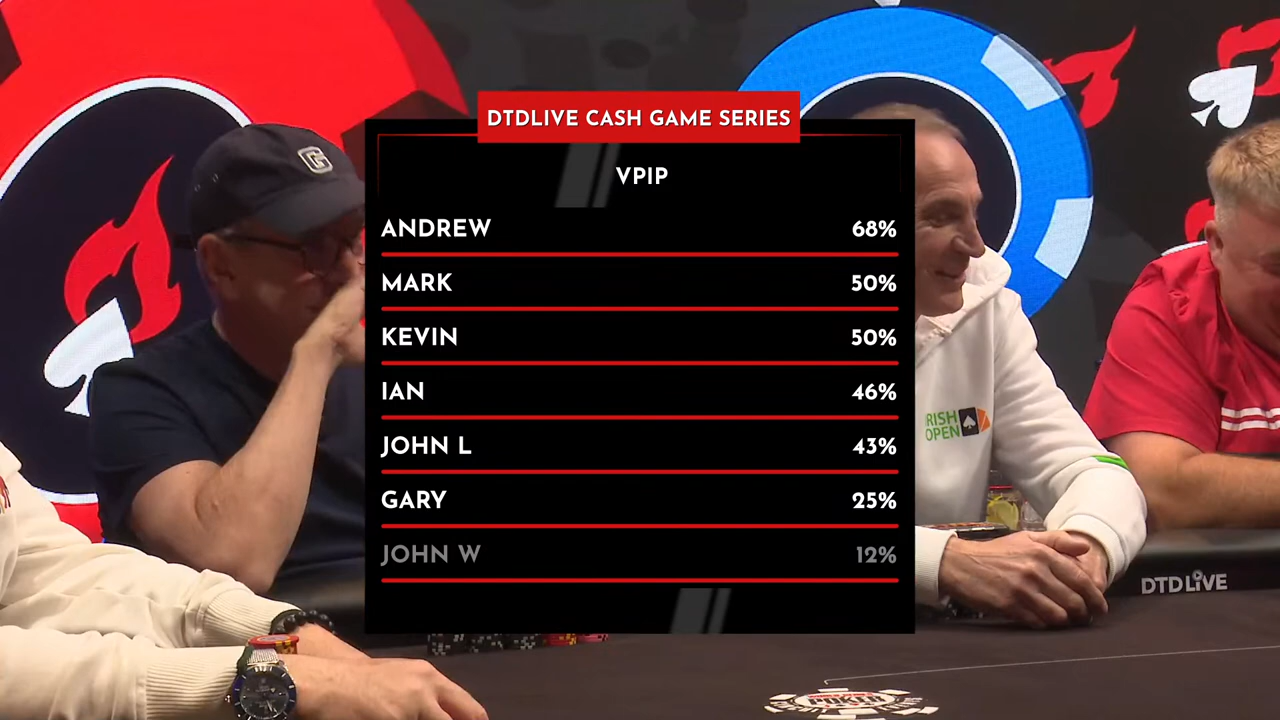 DTDLIVE CASH GAME SERIES
VPIP
ANDREW 68%
MARK 50%
KEVIN 50%
IAN 46%
JOHN L 43%
GARY 25%
JOHN W 12%
G
IRISH
OPEN
DTDLIVE
POKER